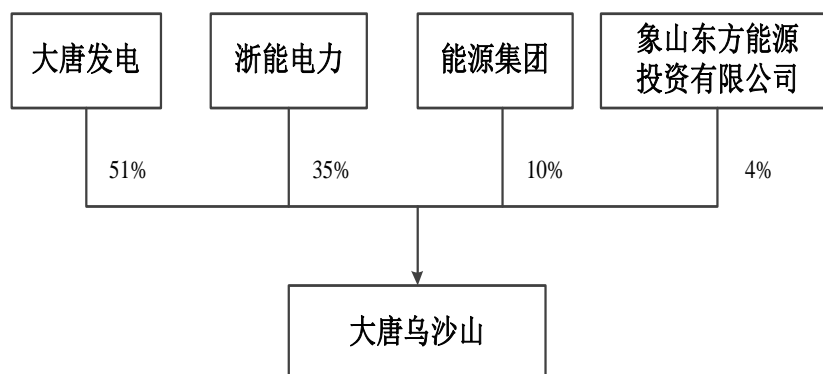 大唐发电
浙能电力
能源集团
象山东方能源
投资有限公司
51%
35%
10%
4%
大唐乌沙山